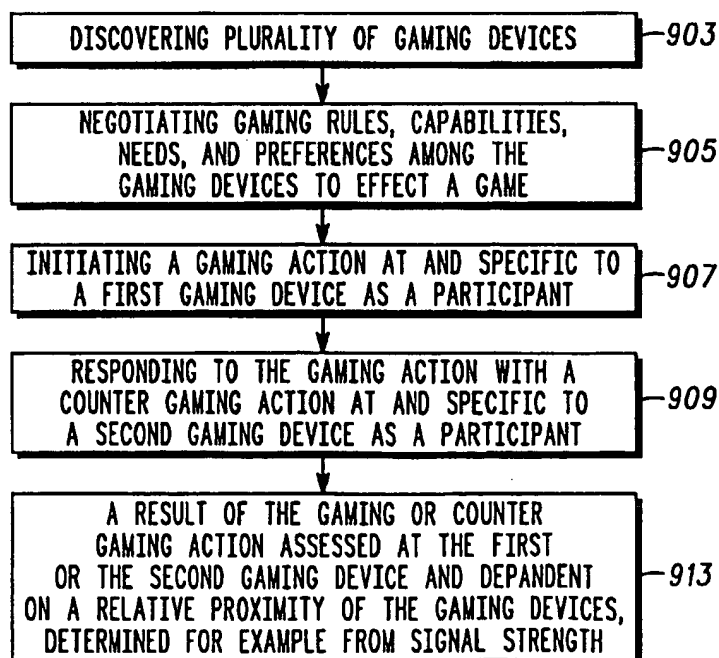 DISCOVERING PLURALITY OF GAMING DEVICES 903
NEGOTIATING GAMING RULES, CAPABILITIES,
NEEDS, AND PREFERENCES AMONG THE 905
GAMING DEVICES TO EFFECT A GAME
INITIATING A GAMING ACTION AT AND SPECIFIC TO 907
A FIRST GAMING DEVICE AS A PARTICIPANT
RESPONDING TO THE GAMING ACTION WITH A
COUNTER GAMING ACTION AT AND SPECIFIC TO 909
A SECOND GAMING DEVICE AS A PARTICIPANT
A RESULT OF THE GAMING OR COUNTER
GAMING ACTION ASSESSED AT THE FIRST
OR THE SECOND GAMING DEVICE AND DEPANDENT 913
ON A RELATIVE PROXIMITY OF THE GAMING DEVICES,
DETERMINED FOR EXAMPLE FROM SIGNAL STRENGTH